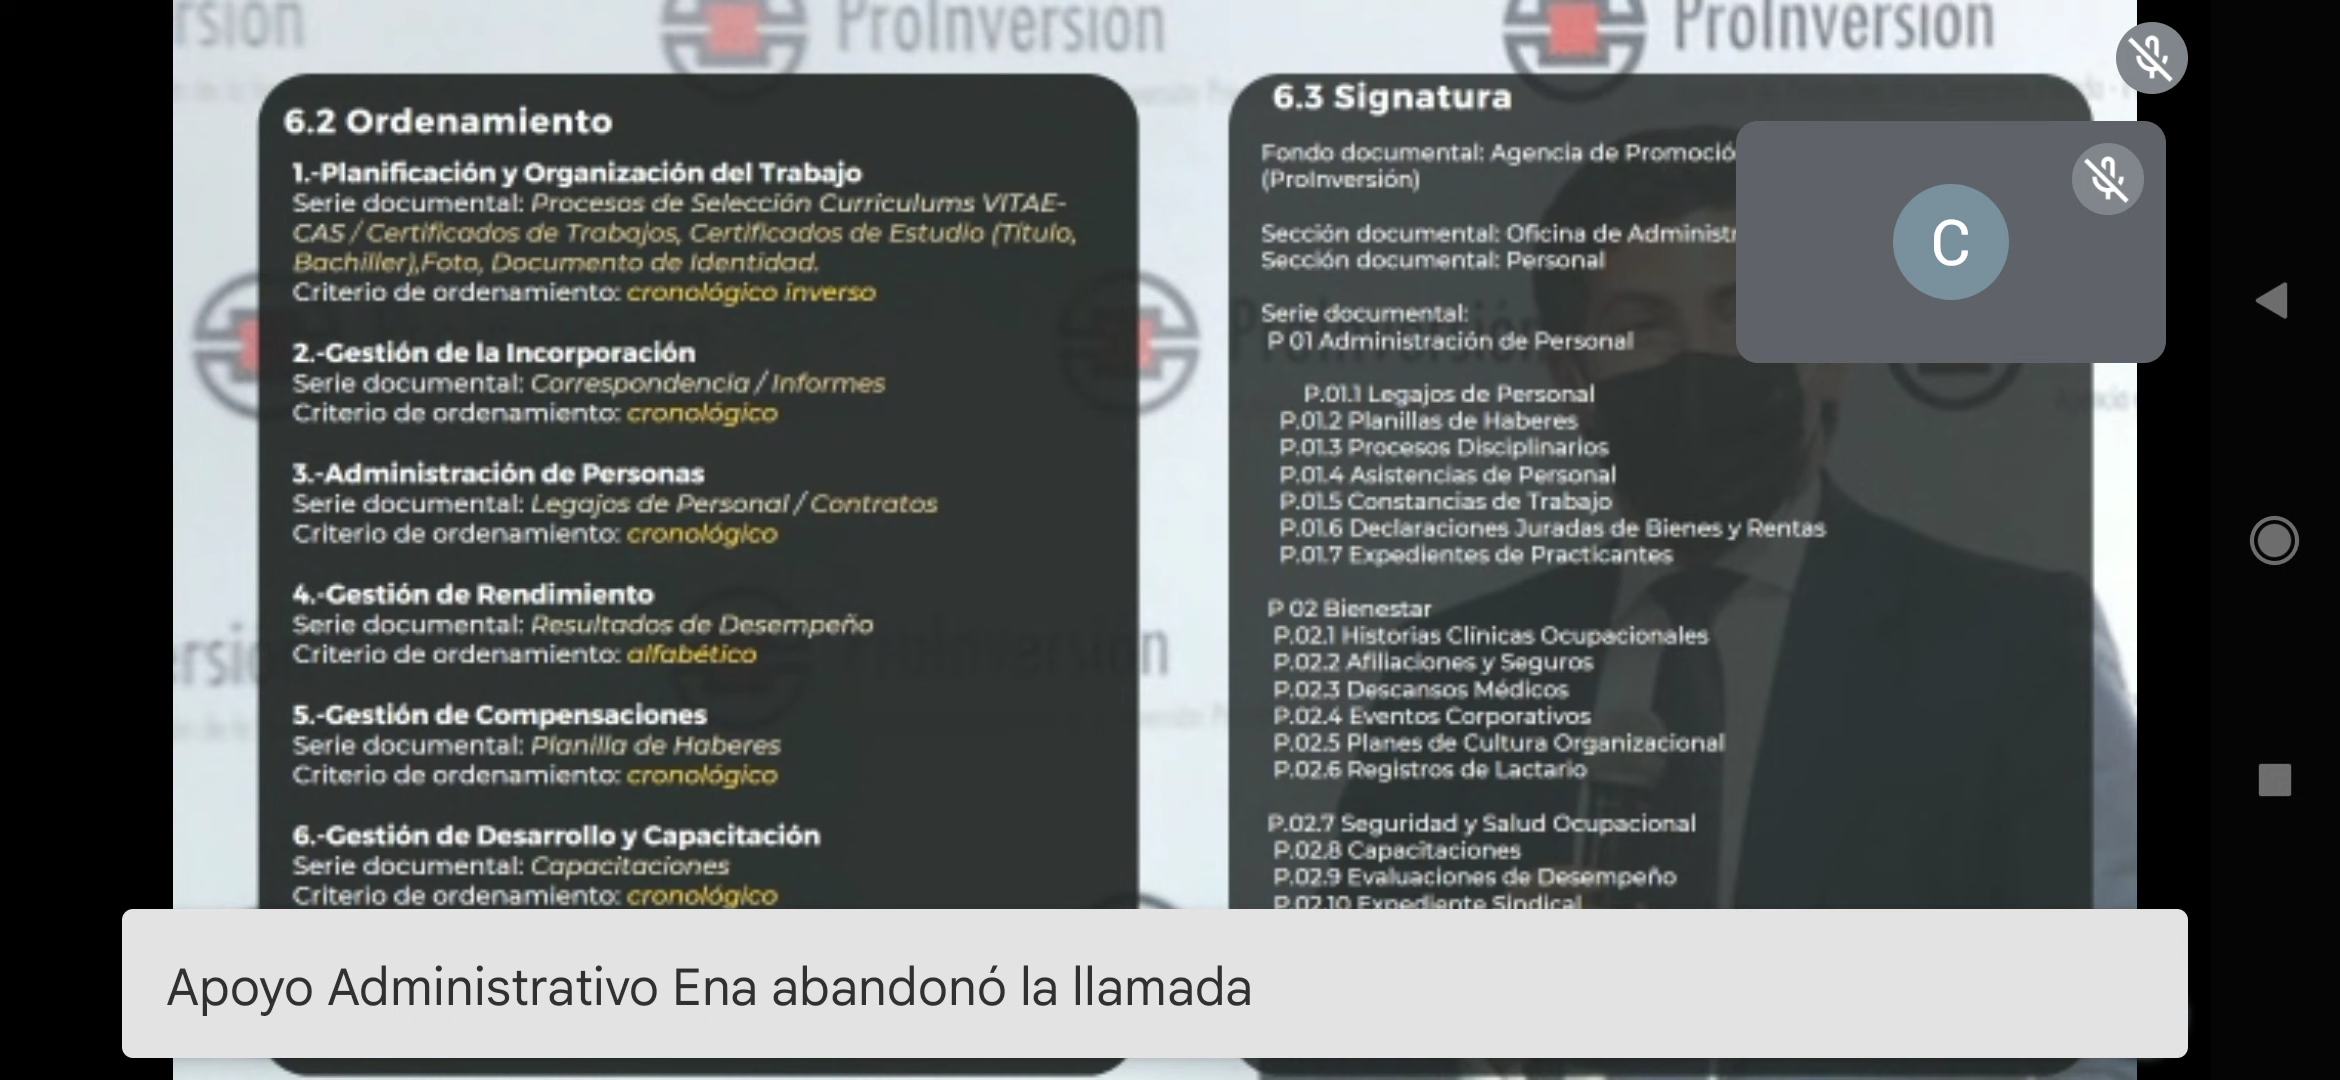 rsión
ProInversión
ProInversión
6.2 Ordenamiento
1.-Planificación y Organización del Trabajo
Serie documental: Procesos de Selección Curriculums VITAE-
CAS / Certificados de Trabajos, Certificados de Estudio (Título,
Bachiller),Foto, Documento de Identidad.
Criterio de ordenamiento: cronológico inverso
2.-Gestión de la Incorporación
Serie documental: Correspondencia / Informes
Criterio de ordenamiento: cronológico
3.-Administración de Personas
Serie documental: Legajos de Personal / Contratos
Criterio de ordenamiento: cronológico
4.-Gestión de Rendimiento
Serie documental: Resultados de Desempeño
Criterio de ordenamiento: alfabético
5.-Gestión de Compensaciones
Serie documental: Planilla de Haberes
Criterio de ordenamiento: cronológico
6.-Gestión de Desarrollo y Capacitación
Serie documental: Capacitaciones
Criterio de ordenamiento: cronológico
6.3 Signatura
Fondo documental: Agencia de Promoció
(ProInversión)
Sección documental: Oficina de Administr
Sección documental: Personal
Serie documental:
P 01 Administración de Personal
P.01.1 Legajos de Personal
P.01.2 Planillas de Haberes
P.01.3 Procesos Disciplinarios
P.01.4 Asistencias de Personal
P.01.5 Constancias de Trabajo
P.01.6 Declaraciones Juradas de Bienes y Rentas
P.01.7 Expedientes de Practicantes
P 02 Bienestar
P.02.1 Historias Clínicas Ocupacionales
P.02.2 Afiliaciones y Seguros
P.02.3 Descansos Médicos
P.02.4 Eventos Corporativos
P.02.5 Planes de Cultura Organizacional
P.02.6 Registros de Lactario
P.02.7 Seguridad y Salud Ocupacional
P.02.8 Capacitaciones
P.02.9 Evaluaciones de Desempeño
P.02.10 Expediente Sindical
C
Apoyo Administrativo Ena abandonó la llamada